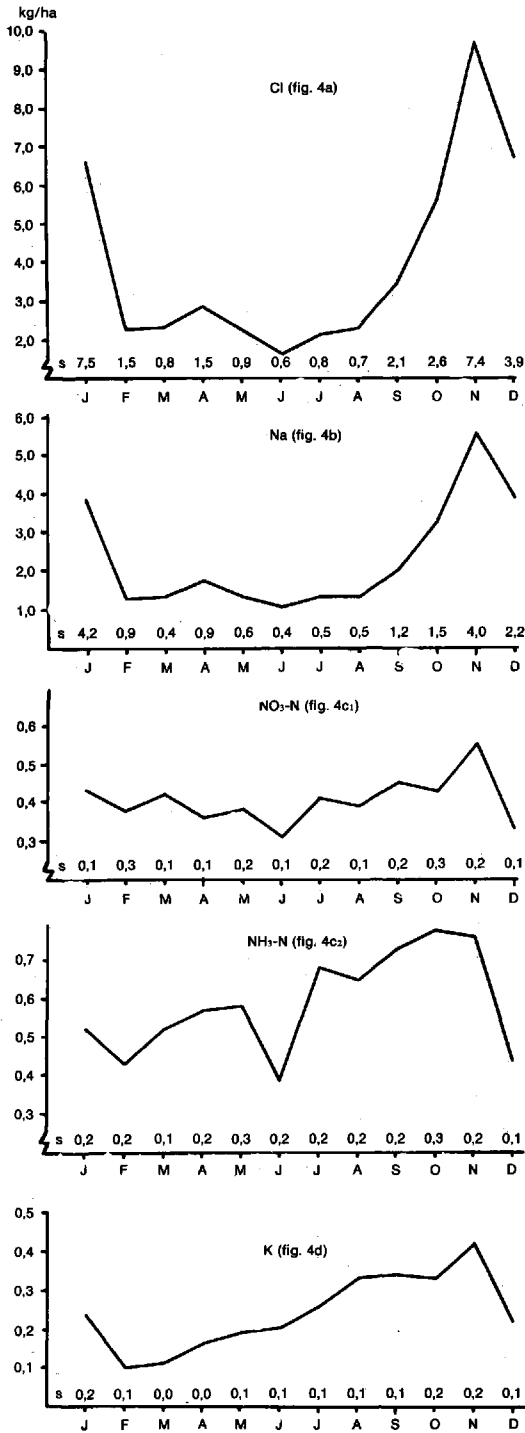 kg/ha
10,0
Cl (fig. 4a)
9,0
8,0
7,0
6,0
5,0
4,0
3,0
2,0
s 7,5 1,5 0,8 1,5 0,9 0,6 0,8 0,7 2,1 2,6 7,4 3,9
J F M A M J J A S O N D
6,0
Na (fig. 4b)
5,0
4,0
3,0
2,0
1,0
s 4,2 0,9 0,4 0,9 0,6 0,4 0,5 0,5 1,2 1,5 4,0 2,2
J F M A M J J A S O N D
NO₃-N (fig. 4c₁)
0,6
0,5
0,4
0,3
s 0,1 0,3 0,1 0,1 0,2 0,1 0,2 0,1 0,2 0,3 0,2 0,1
J F M A M J J A S O N D
NH₃-N (fig. 4c₂)
0,7
0,6
0,5
0,4
0,3
s 0,2 0,2 0,1 0,2 0,3 0,2 0,2 0,2 0,2 0,3 0,2 0,1
J F M A M J J A S O N D
0,5
K (fig. 4d)
0,4
0,3
0,2
0,1
s 0,2 0,1 0,0 0,0 0,1 0,1 0,1 0,1 0,1 0,2 0,2 0,1
J F M A M J J A S O N D